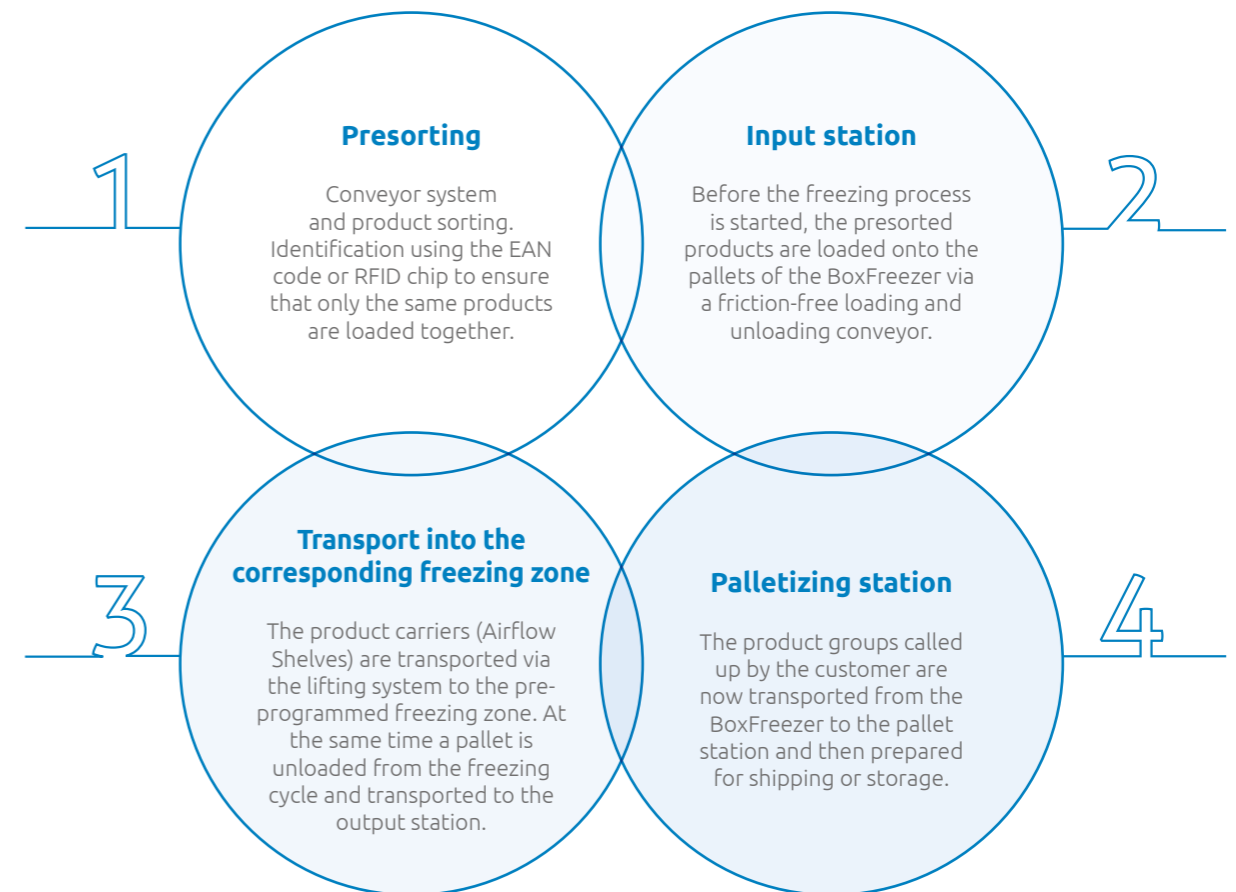 1
Presorting
Conveyor system
and product sorting.
Identification using the EAN
code or RFID chip to ensure
that only the same products
are loaded together.
2
Input station
Before the freezing process
is started, the presorted
products are loaded onto the
pallets of the BoxFreezer via
a friction-free loading and
unloading conveyor.
3
Transport into the
corresponding freezing zone
The product carriers (Airflow
Shelves) are transported via
the lifting system to the pre-
programmed freezing zone. At
the same time a pallet is
unloaded from the freezing
cycle and transported to the
output station.
4
Palletizing station
The product groups called
up by the customer are
now transported from the
BoxFreezer to the pallet
station and then prepared
for shipping or storage.